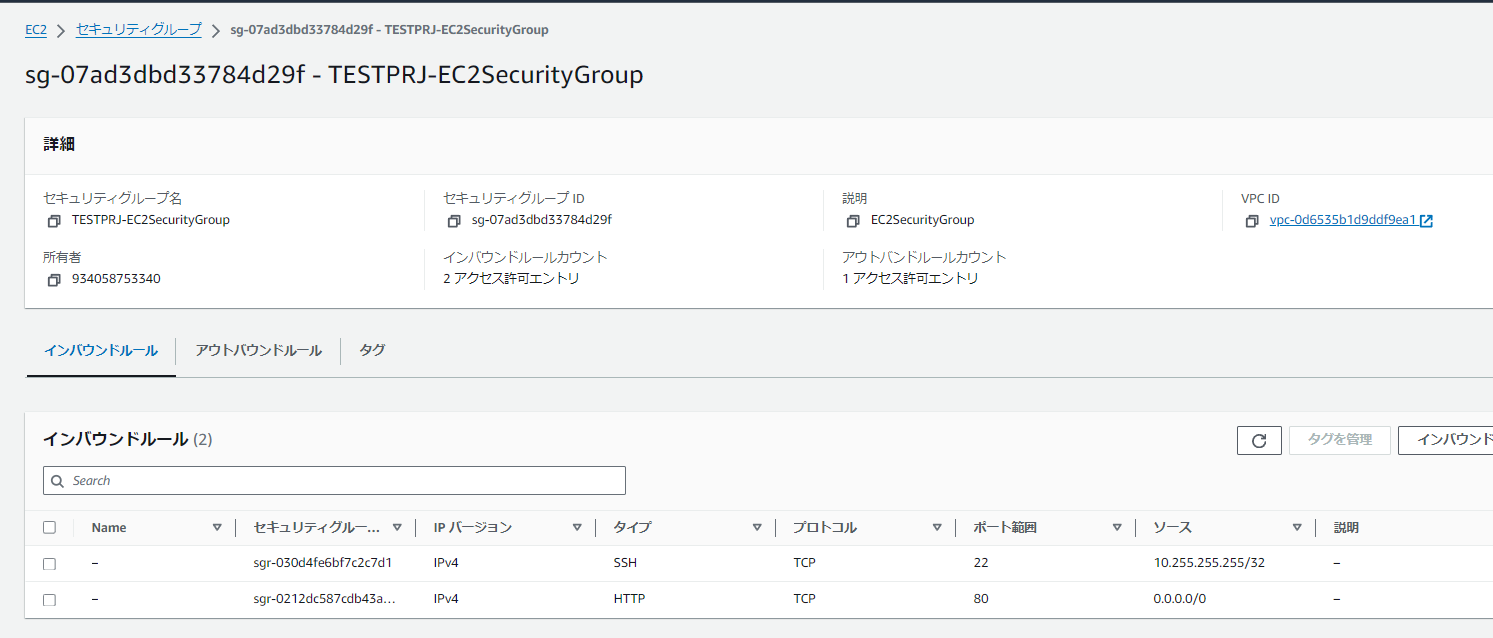 EC2 > セキュリティグループ > sg-07ad3dbd33784d29f - TESTPRJ-EC2SecurityGroup
sg-07ad3dbd33784d29f - TESTPRJ-EC2SecurityGroup
詳細
セキュリティグループ名 セキュリティグループ ID 説明 VPC ID
TESTPRJ-EC2SecurityGroup sg-07ad3dbd33784d29f EC2SecurityGroup vpc-0d6535b1d9ddf9ea1
所有者 インバウンドルールカウント アウトバンドルールカウント
934058753340 2 アクセス許可エントリ 1 アクセス許可エントリ
インバウンドルール アウトバウンドルール タグ
インバウンドルール (2) タグを管理 インバウンド
Search
Name セキュリティグルー... IP バージョン タイプ プロトコル ポート範囲 ソース 説明
– sgr-030d4fe6bf7c2c7d1 IPv4 SSH TCP 22 10.255.255.255/32 –
– sgr-0212dc587cdb43a... IPv4 HTTP TCP 80 0.0.0.0/0 –